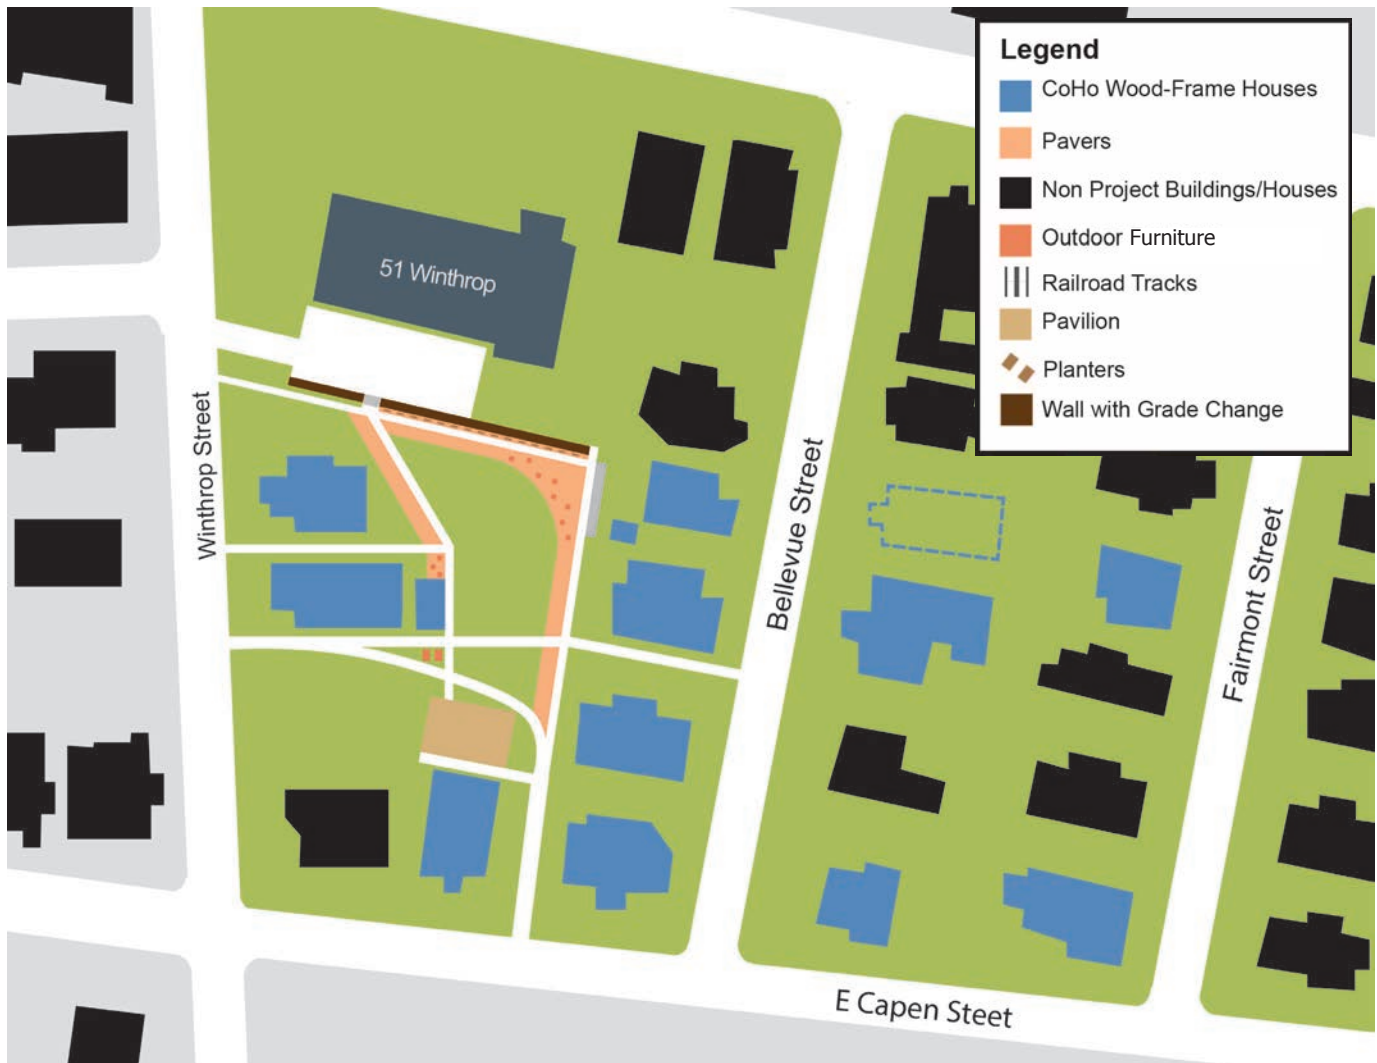 Legend
CoHo Wood-Frame Houses
Pavers
Non Project Buildings/Houses
Outdoor Furniture
Railroad Tracks
Pavilion
Planters
Wall with Grade Change
51 Winthrop
Winthrop Street
Bellevue Street
Fairmont Street
E Capen Steet